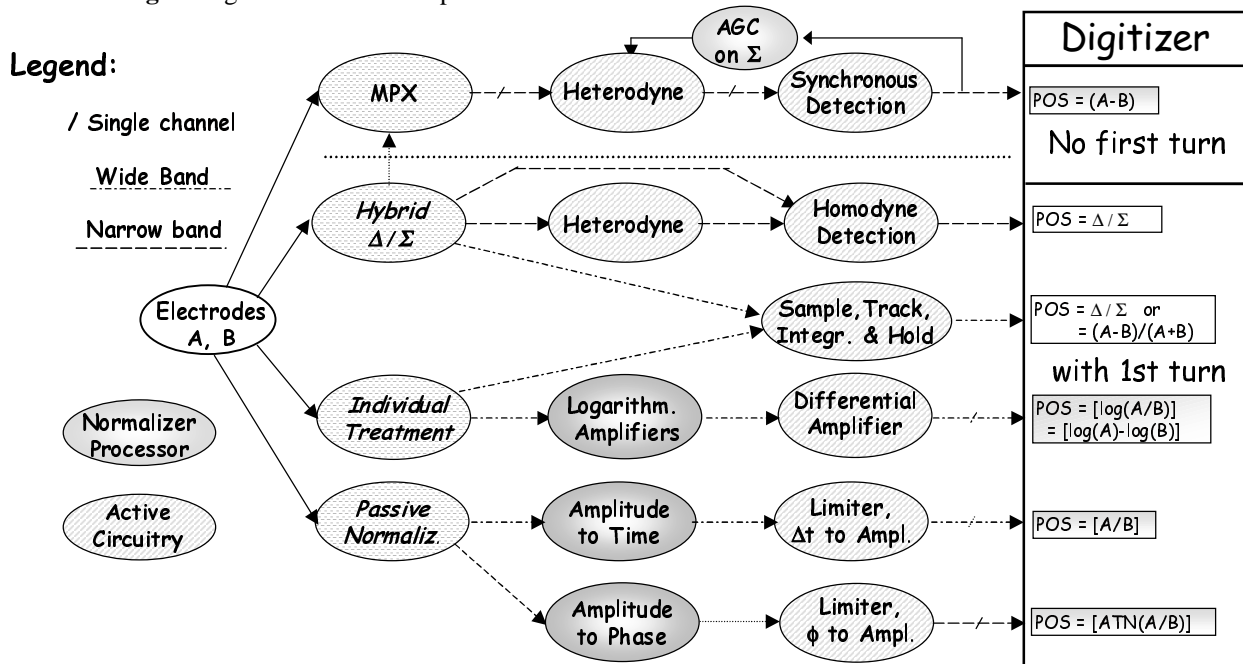 Legend:
/ Single channel
Wide Band
Narrow band
Electrodes
A, B
Normalizer
Processor
Active
Circuitry
AGC
on Σ
MPX
/
Heterodyne
/
Synchronous
Detection
Hybrid
Δ/Σ
Heterodyne
Homodyne
Detection
Sample, Track,
Integr. & Hold
Individual
Treatment
Logarithm.
Amplifiers
Differential
Amplifier
/
Passive
Normaliz.
Amplitude
to Time
Limiter,
Δt to Ampl.
/
Amplitude
to Phase
Limiter,
ϕ to Ampl.
/
Digitizer
POS = (A-B)
No first turn
POS = Δ/Σ
POS = Δ/Σ or
= (A-B)/(A+B)
with 1st turn
POS = [log(A/B)]
= [log(A)-log(B)]
POS = [A/B]
POS = [ATN(A/B)]